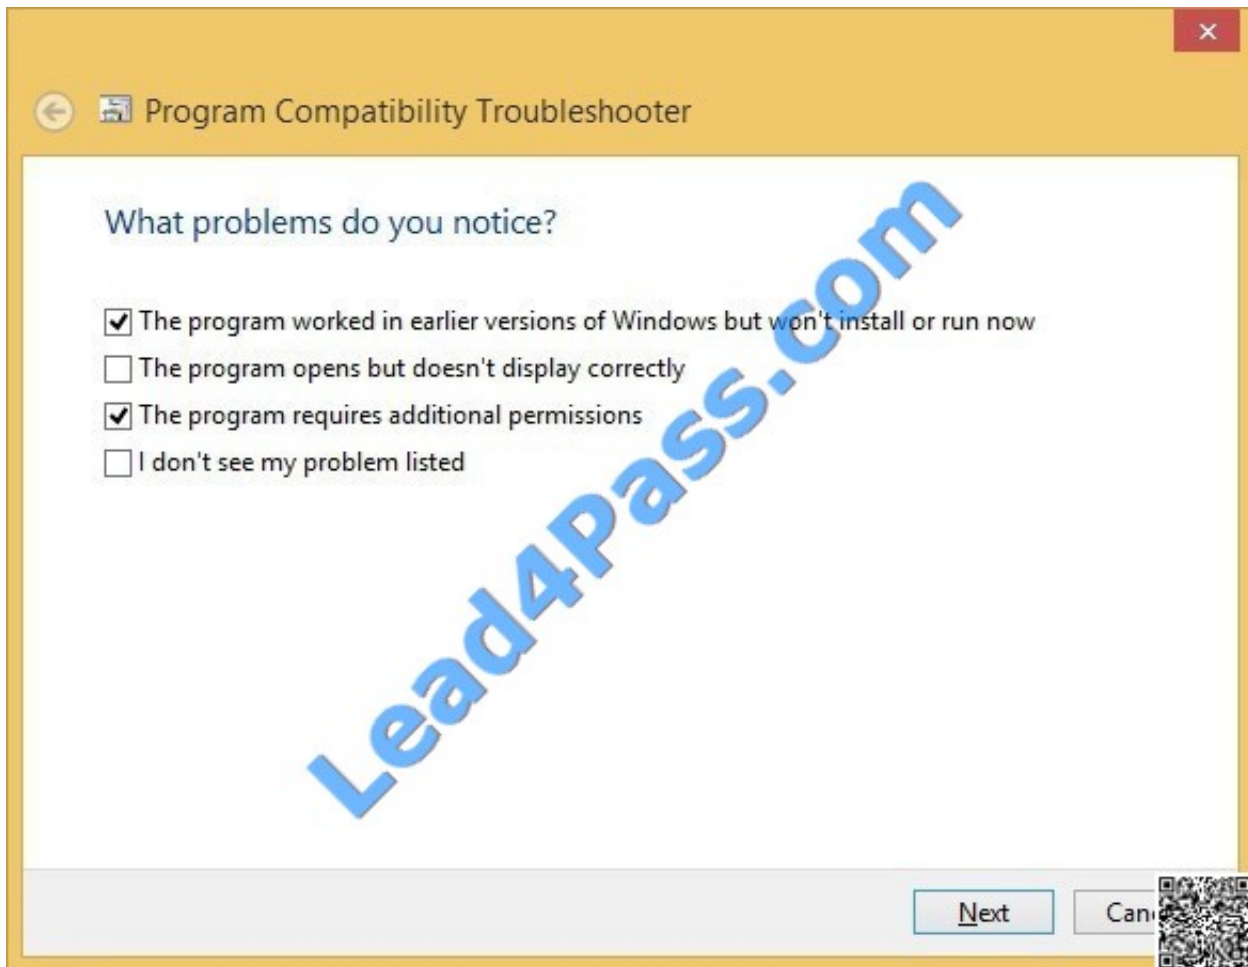 Program Compatibility Troubleshooter
What problems do you notice?
The program worked in earlier versions of Windows but won't install or run now
The program opens but doesn't display correctly
The program requires additional permissions
I don't see my problem listed
Lead4Pass.com
Next